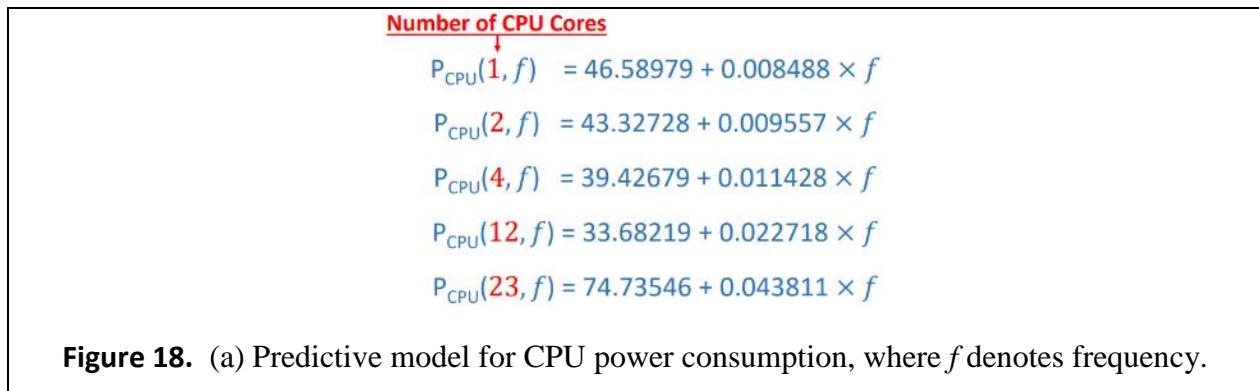 Number of CPU Cores
P_CPU(1, f) = 46.58979 + 0.008488 × f
P_CPU(2, f) = 43.32728 + 0.009557 × f
P_CPU(4, f) = 39.42679 + 0.011428 × f
P_CPU(12, f) = 33.68219 + 0.022718 × f
P_CPU(23, f) = 74.73546 + 0.043811 × f
Figure 18. (a) Predictive model for CPU power consumption, where f denotes frequency.